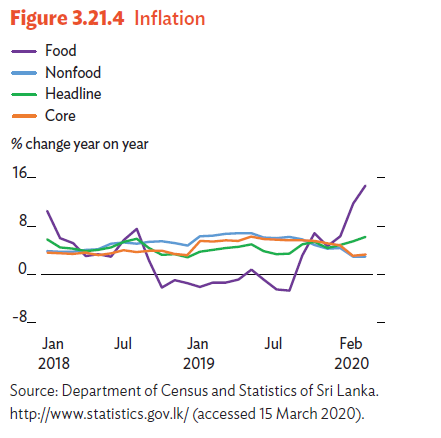 Figure 3.21.4 Inflation
Food
Nonfood
Headline
Core
% change year on year
16
8
0
-8
Jan Jul Jan Jul Feb
2018 2019 2020
Source: Department of Census and Statistics of Sri Lanka.
http://www.statistics.gov.lk/ (accessed 15 March 2020).